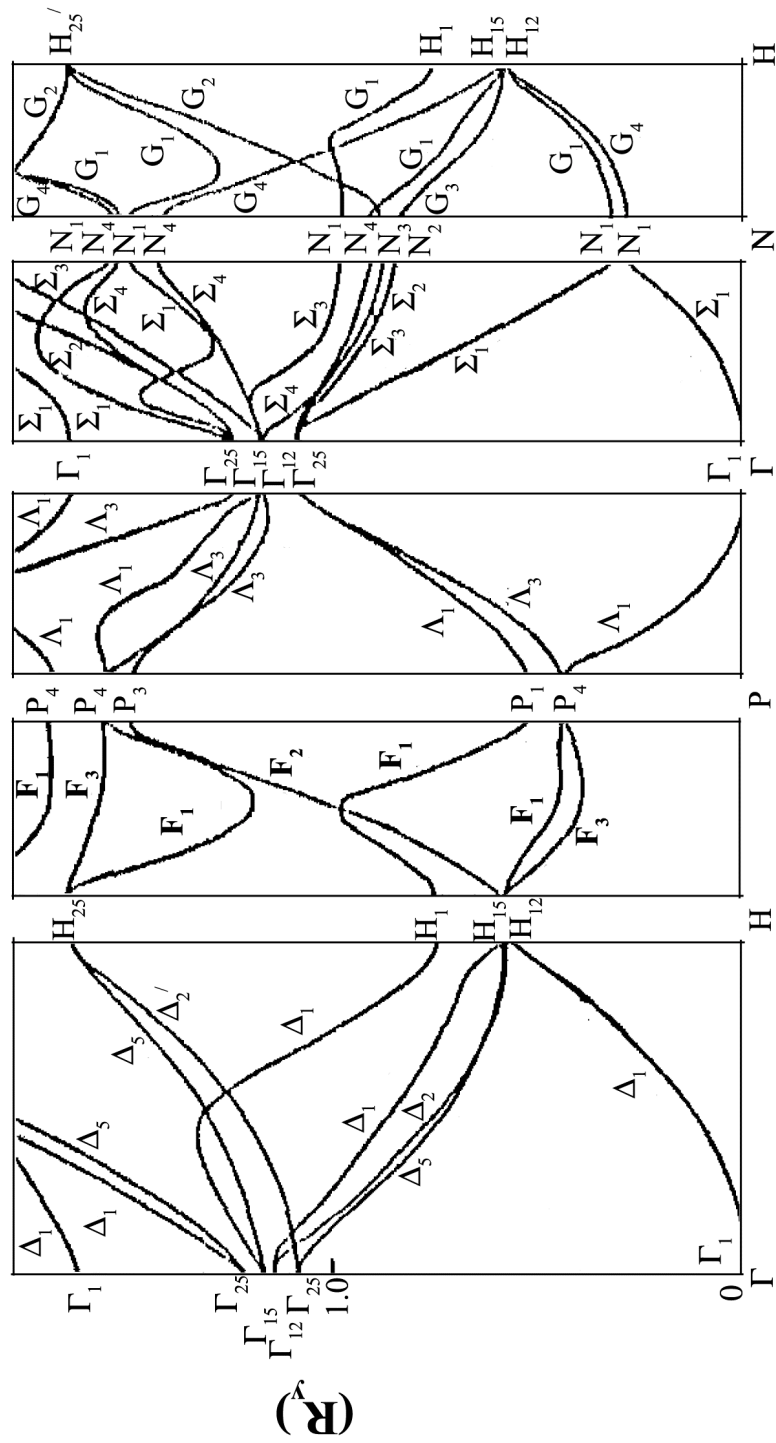 (R_y)
Γ₁
Γ₂₅
Γ₁₅
Γ₁₂
Γ₂₅
1.0
0
Γ
Δ₁
Δ₁
Δ₅
Δ₅
Δ₂′
Δ₁
Δ₁
Δ₂
Δ₅
Δ₁
Γ₁
H₂₅
H₁
H₁₅
H₁₂
H
F₁
F₃
F₁
F₂
F₁
F₁
F₃
P₄
P₄
P₃
P₁
P₄
P
Λ₁
Λ₁
Λ₃
Λ₁
Λ₃
Λ₃
Λ₁
Λ₃
Λ₁
Γ₁
Γ₂₅
Γ₁₅
Γ₁₂
Γ₂₅
Γ₁
Γ
Σ₁
Σ₃
Σ₂
Σ₁
Σ₄
Σ₁
Σ₄
Σ₄
Σ₃
Σ₃
Σ₂
Σ₁
Σ₁
N₁
N₄
N₁
N₄
N₁
N₄
N₃
N₂
N₁
N₁
N
G₄
G₂
G₁
G₁
G₂
G₄
G₁
G₁
G₃
G₁
G₄
H₂₅′
H₁
H₁₅
H₁₂
H